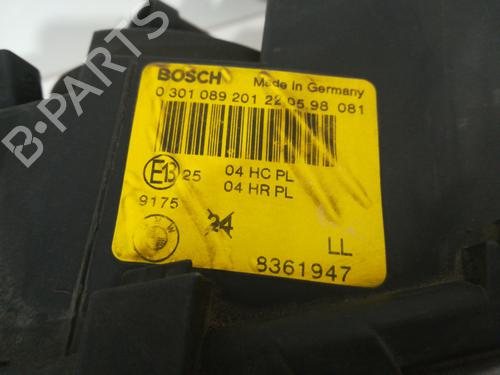 BOSCH Made in Germany
0 301 089 201 22 05.98 081
E13 25 04 HC PL
04 HR PL
9175
24
BMW
LL
8361947
B-PARTS